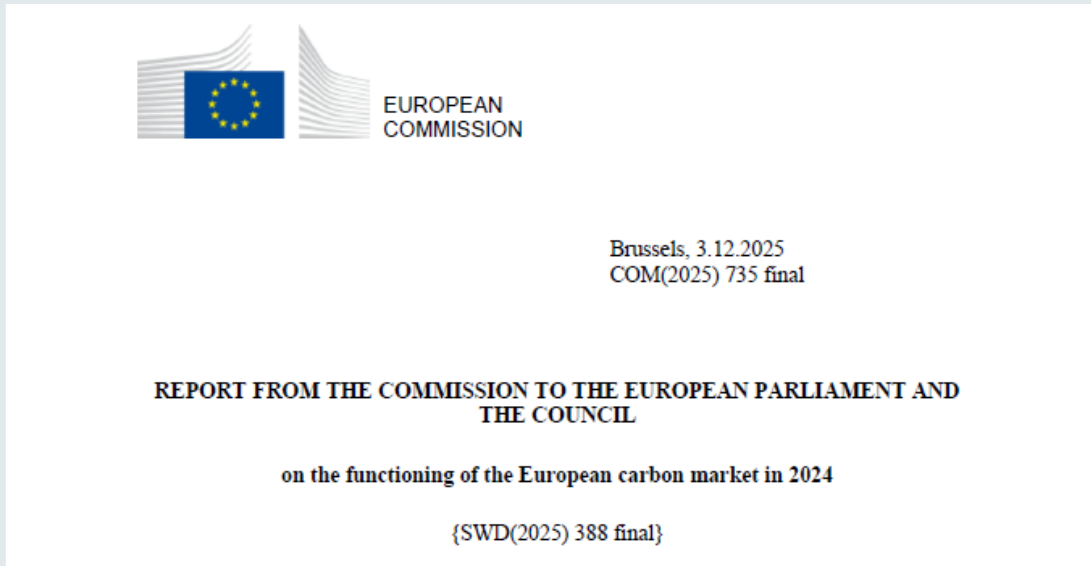 EUROPEAN
COMMISSION
Brussels, 3.12.2025
COM(2025) 735 final
REPORT FROM THE COMMISSION TO THE EUROPEAN PARLIAMENT AND
THE COUNCIL
on the functioning of the European carbon market in 2024
{SWD(2025) 388 final}